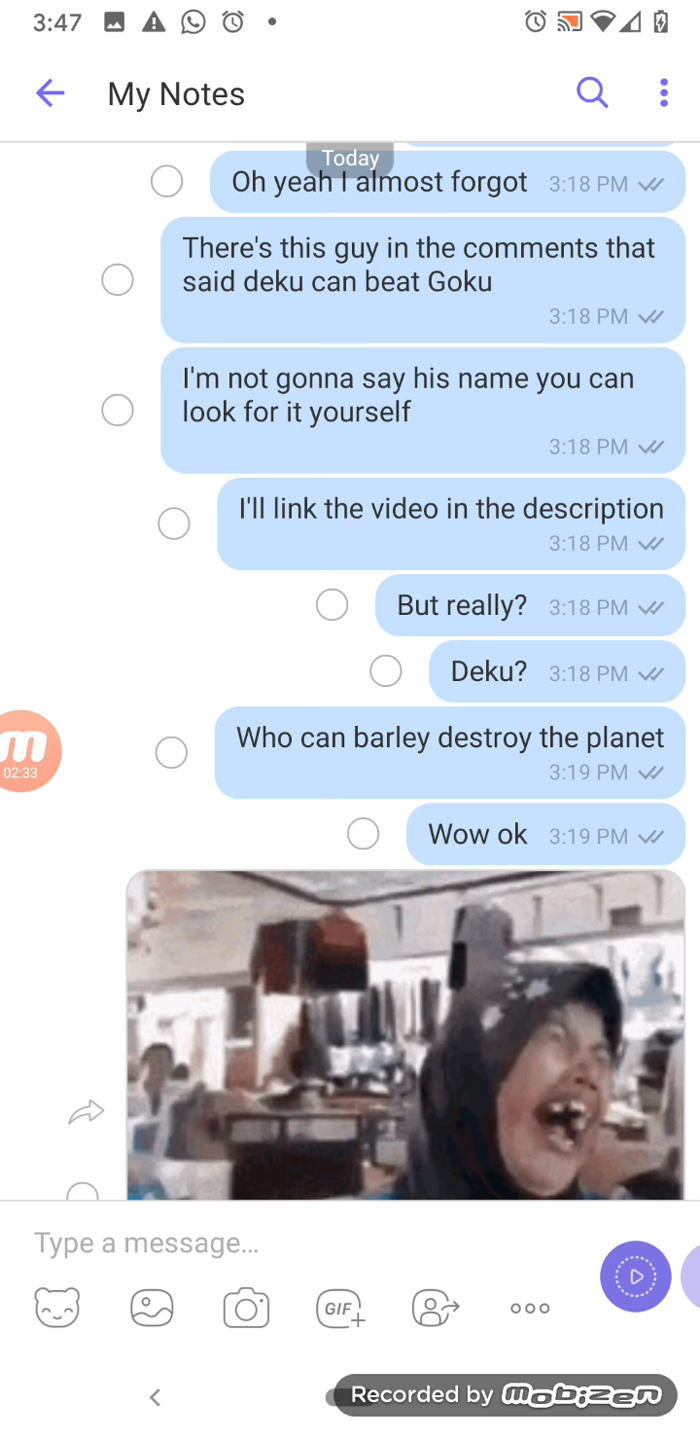 3:47
My Notes
Today
Oh yeah I almost forgot 3:18 PM
There's this guy in the comments that
said deku can beat Goku
3:18 PM
I'm not gonna say his name you can
look for it yourself
3:18 PM
I'll link the video in the description
3:18 PM
But really? 3:18 PM
Deku? 3:18 PM
m
02:33
Who can barley destroy the planet
3:19 PM
Wow ok 3:19 PM
Type a message...
GIF
Recorded by mobizen